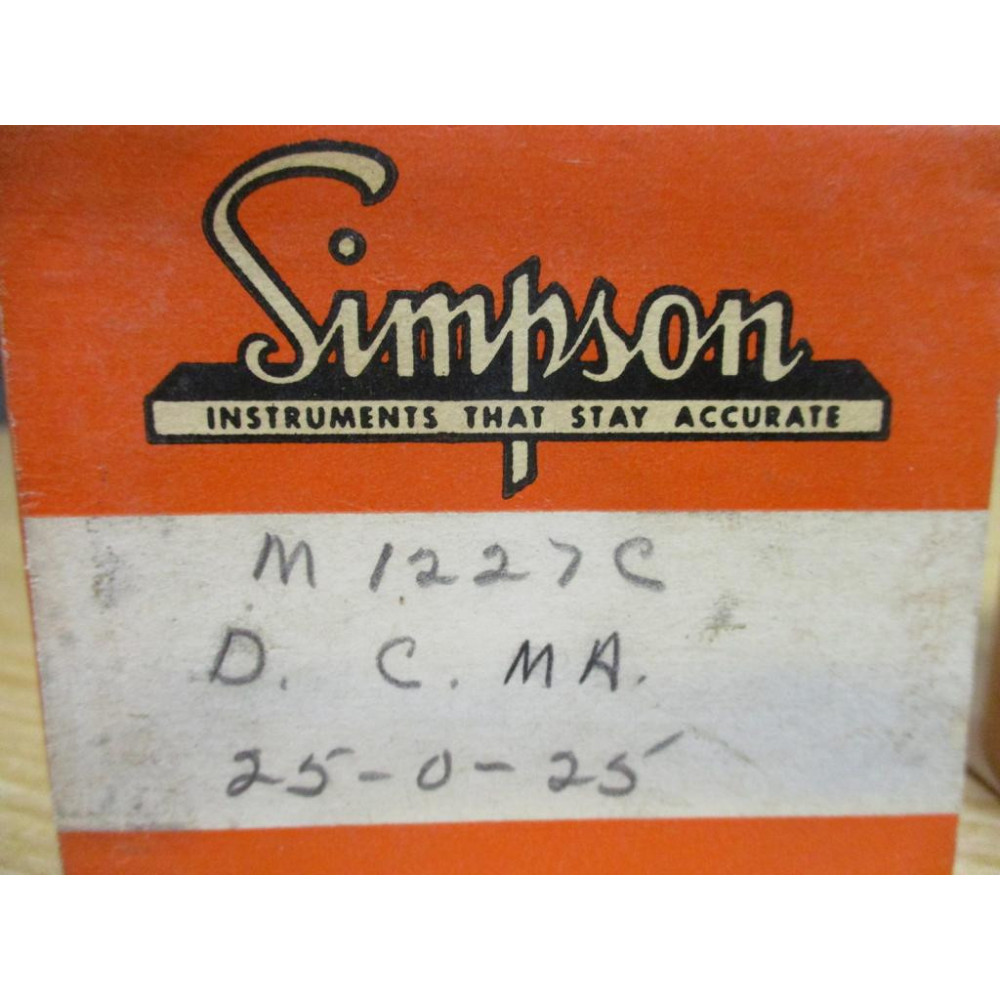 Simpson
INSTRUMENTS THAT STAY ACCURATE
M 1227C
D. C. MA.
25-0-25